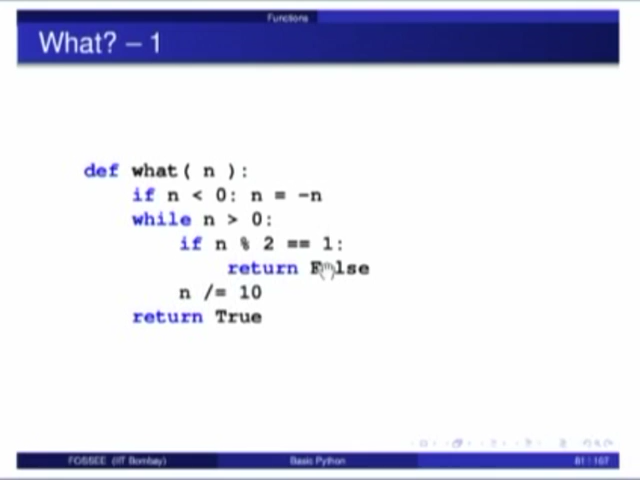 Functions
What? – 1
def what( n ):
if n < 0: n = -n
while n > 0:
if n % 2 == 1:
return False
n /= 10
return True
FOSSEE (IIT Bombay)
Basic Python
81 / 167